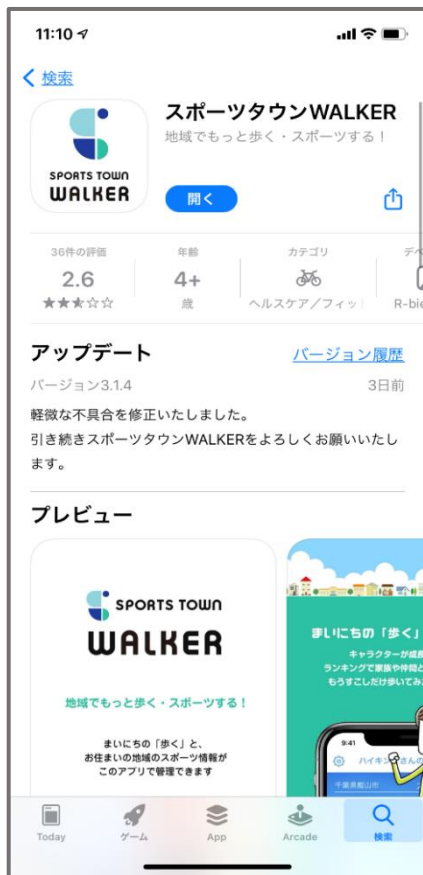 11:10
検索
SPORTS TOWN
WALKER
スポーツタウンWALKER
地域でもっと歩く・スポーツする！
開く
36件の評価
2.6
年齢
4+
歳
カテゴリ
ヘルスケア／フィッ
デベ
R-bie
アップデート
バージョン履歴
バージョン3.1.4
3日前
軽微な不具合を修正いたしました。
引き続きスポーツタウンWALKERをよろしくお願いいたし
ます。
プレビュー
SPORTS TOWN
WALKER
地域でもっと歩く・スポーツする！
まいにちの「歩く」と、
お住まいの地域のスポーツ情報が
このアプリで管理できます
まいにちの「歩く」
キャラクターが成長
ランキングで家族や仲間と
もうすこしだけ歩いてみ
9:41
ハイキン
さんの
千葉県館山市
Today
ゲーム
App
Arcade
検索